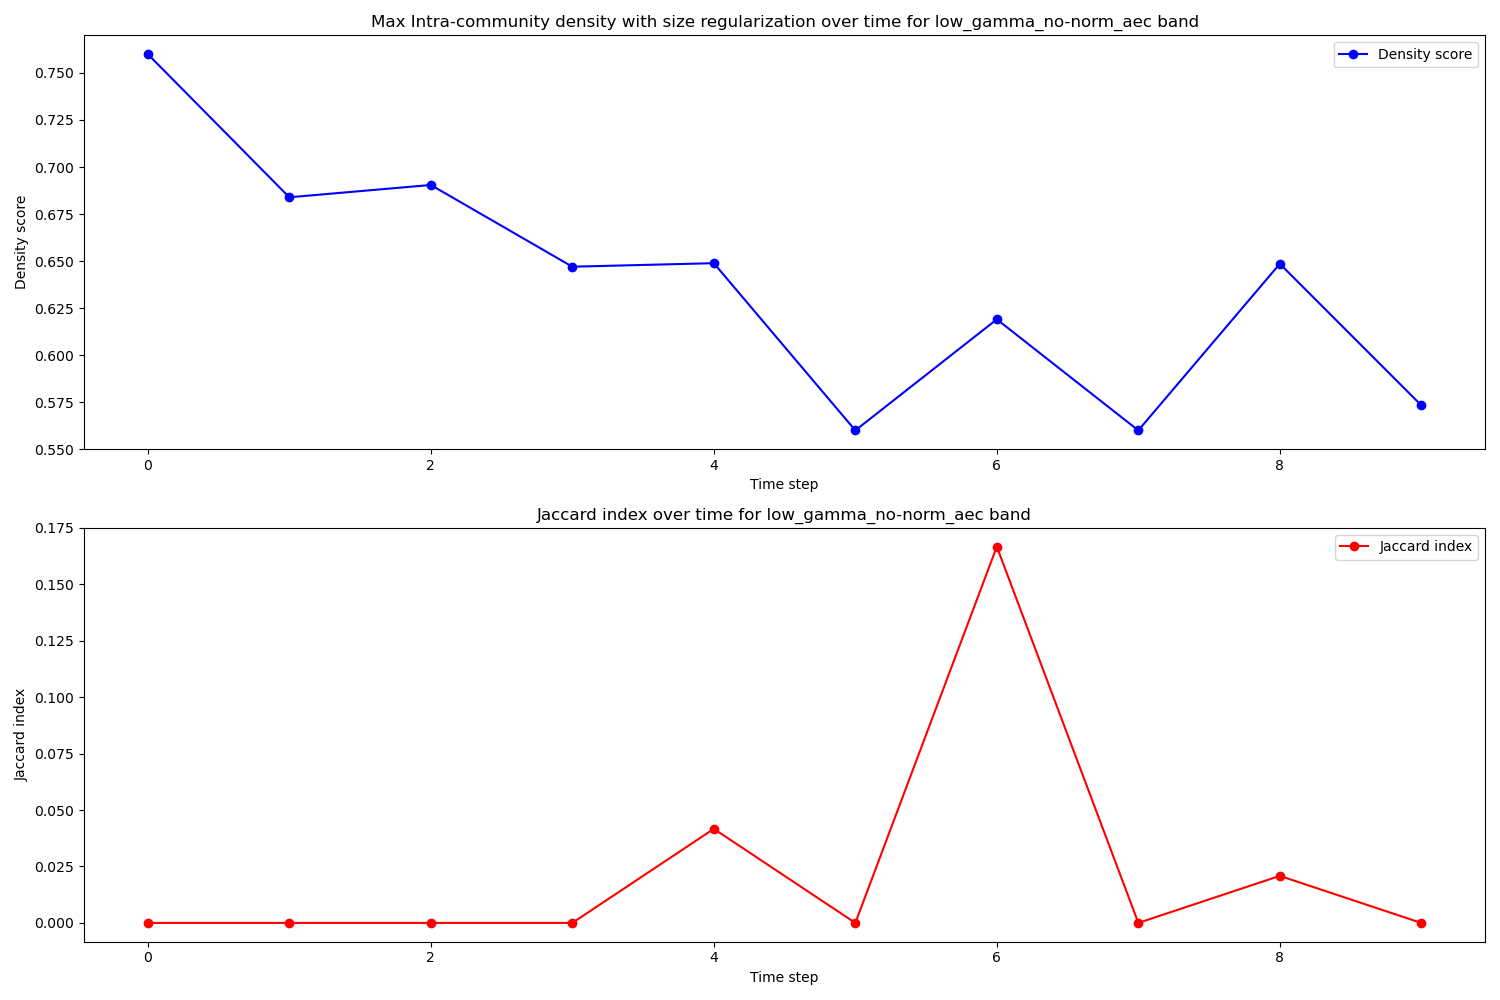 Max Intra-community density with size regularization over time for low_gamma_no-norm_aec band
Density score
0.750
0.725
0.700
0.675
0.650
0.625
0.600
0.575
0.550
Density score
0 2 4 6 8
Time step
Jaccard index over time for low_gamma_no-norm_aec band
Jaccard index
0.175
0.150
0.125
0.100
0.075
0.050
0.025
0.000
Jaccard index
0 2 4 6 8
Time step